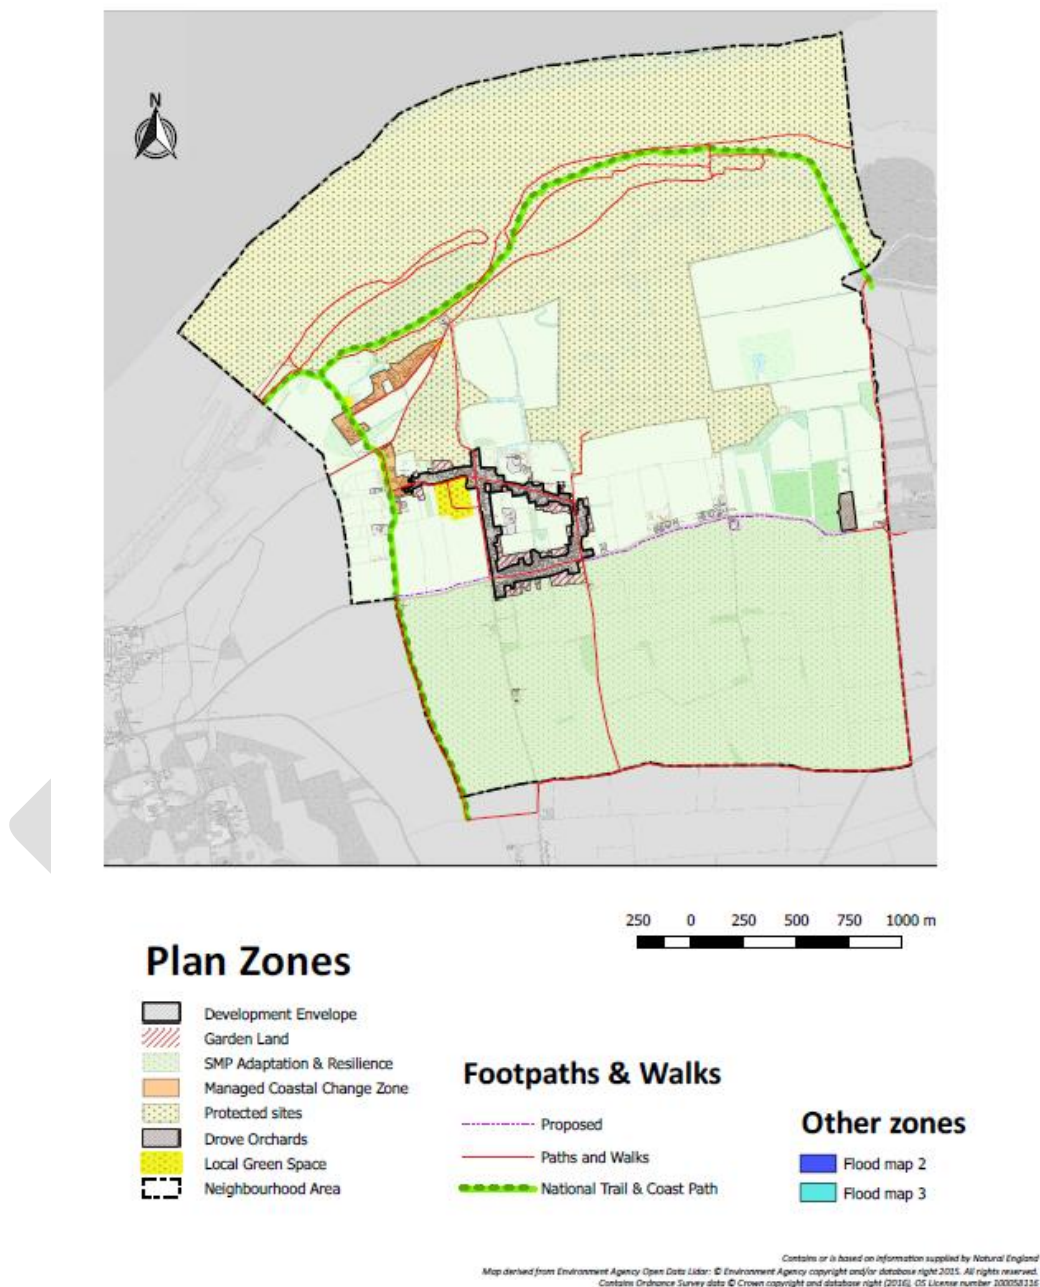 N
250 0 250 500 750 1000 m
Plan Zones
Development Envelope
Garden Land
SMP Adaptation & Resilience
Managed Coastal Change Zone
Protected sites
Drove Orchards
Local Green Space
Neighbourhood Area
Footpaths & Walks
Proposed
Paths and Walks
National Trail & Coast Path
Other zones
Flood map 2
Flood map 3
Contains or is based on information supplied by Natural England
Map derived from Environment Agency Open Data Lidar: © Environment Agency copyright and/or database right 2015. All rights reserved.
Contains Ordnance Survey data © Crown copyright and database right (2016), OS License number 100058316